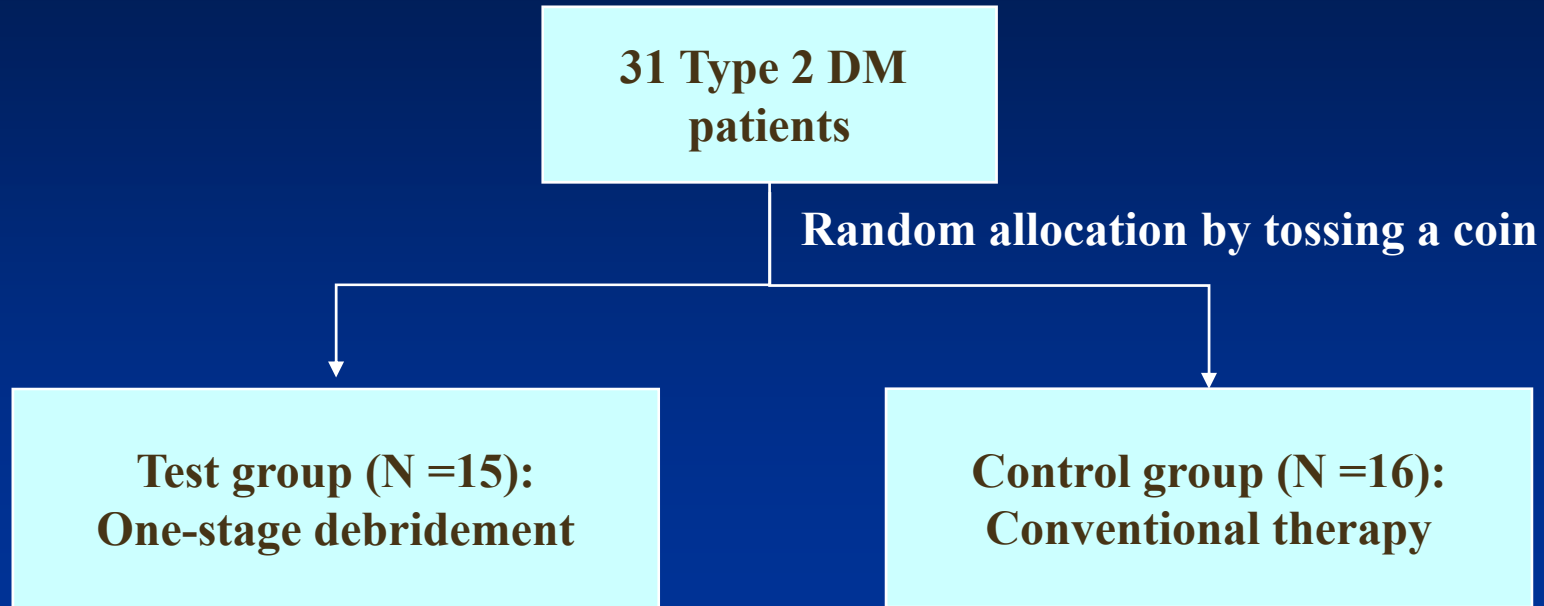 31 Type 2 DM
patients
Random allocation by tossing a coin
Test group (N =15):
One-stage debridement
Control group (N =16):
Conventional therapy